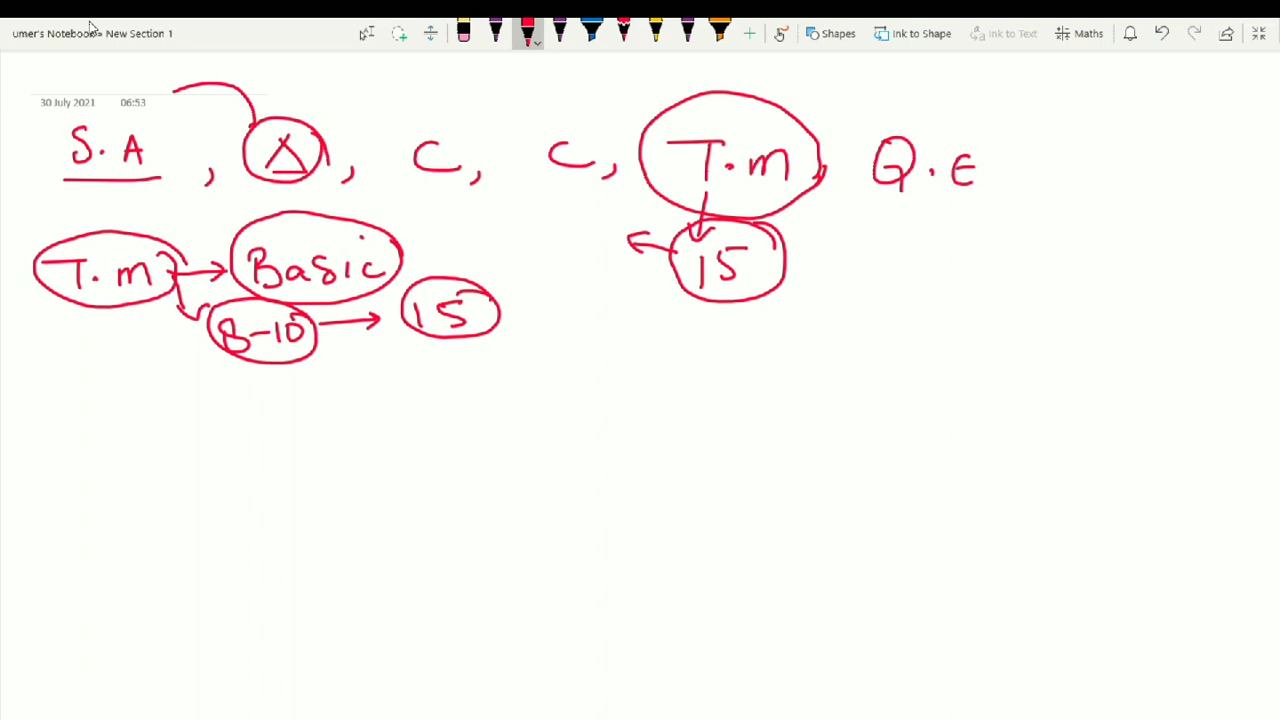 umer's Notebook - New Section 1
Shapes Ink to Shape Ink to Text Maths
30 July 2021 06:53
S.A , △ , C , C , T.m , Q.E
T.m → Basic
15
8-10 → 15